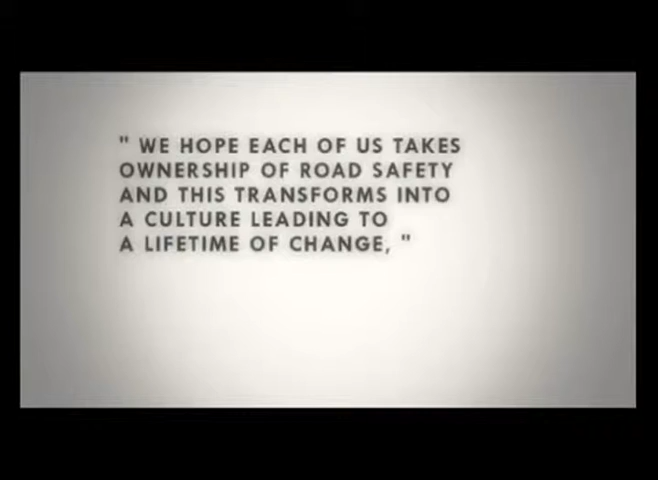 " WE HOPE EACH OF US TAKES
OWNERSHIP OF ROAD SAFETY
AND THIS TRANSFORMS INTO
A CULTURE LEADING TO
A LIFETIME OF CHANGE, "